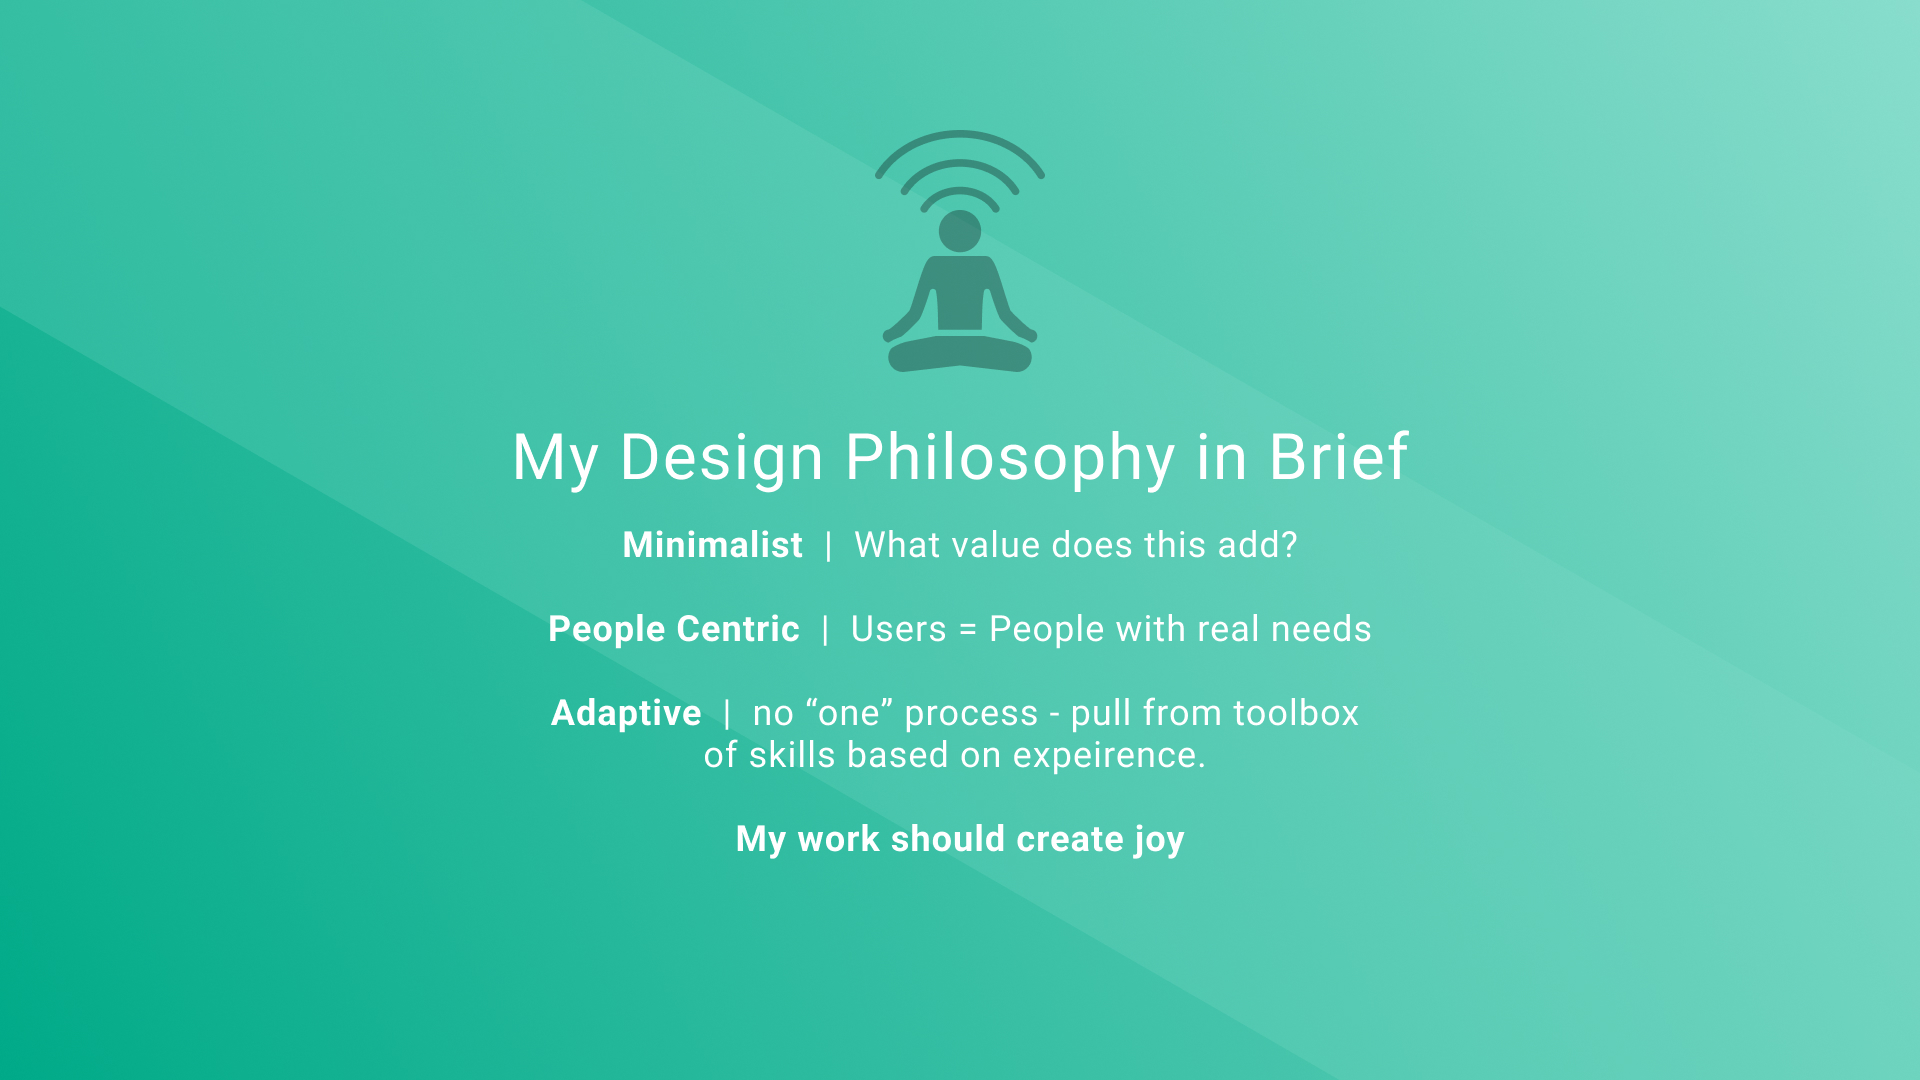 My Design Philosophy in Brief
Minimalist | What value does this add?
People Centric | Users = People with real needs
Adaptive | no “one” process - pull from toolbox
of skills based on expeirence.
My work should create joy